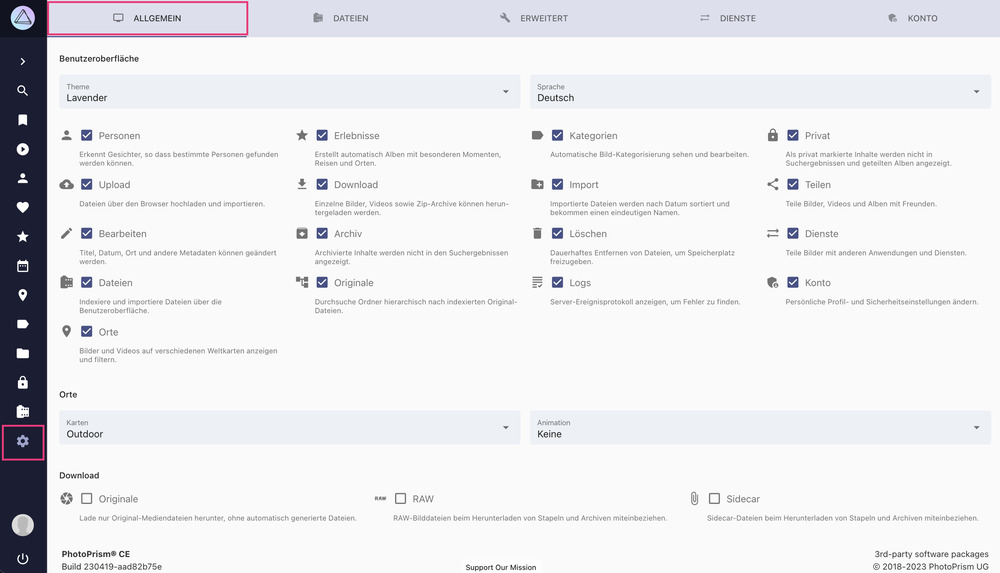 ALLGEMEIN
DATEIEN
ERWEITERT
DIENSTE
KONTO
Benutzeroberfläche
Theme
Lavender
Sprache
Deutsch
Personen
Erkennt Gesichter, so dass bestimmte Personen gefunden
werden können.
Erlebnisse
Erstellt automatisch Alben mit besonderen Momenten,
Reisen und Orten.
Kategorien
Automatische Bild-Kategorisierung sehen und bearbeiten.
Privat
Als privat markierte Inhalte werden nicht in
Suchergebnissen und geteilten Alben angezeigt.
Upload
Dateien über den Browser hochladen und importieren.
Download
Einzelne Bilder, Videos sowie Zip-Archive können herun-
tergeladen werden.
Import
Importierte Dateien werden nach Datum sortiert und
bekommen einen eindeutigen Namen.
Teilen
Teile Bilder, Videos und Alben mit Freunden.
Bearbeiten
Titel, Datum, Ort und andere Metadaten können geändert
werden.
Archiv
Archivierte Inhalte werden nicht in den Suchergebnissen
angezeigt.
Löschen
Dauerhaftes Entfernen von Dateien, um Speicherplatz
freizugeben.
Dienste
Teile Bilder mit anderen Anwendungen und Diensten.
Dateien
Indexiere und importiere Dateien über die
Benutzeroberfläche.
Originale
Durchsuche Ordner hierarchisch nach indexierten Original-
Dateien.
Logs
Server-Ereignisprotokoll anzeigen, um Fehler zu finden.
Konto
Persönliche Profil- und Sicherheitseinstellungen ändern.
Orte
Bilder und Videos auf verschiedenen Weltkarten anzeigen
und filtern.
Orte
Karten
Outdoor
Animation
Keine
Download
Originale
Lade nur Original-Mediendateien herunter, ohne automatisch generierte Dateien.
RAW
RAW
RAW-Bilddateien beim Herunterladen von Stapeln und Archiven miteinbeziehen.
Sidecar
Sidecar-Dateien beim Herunterladen von Stapeln und Archiven miteinbeziehen.
PhotoPrism® CE
Build 230419-aad82b75e
Support Our Mission
3rd-party software packages
© 2018-2023 PhotoPrism UG